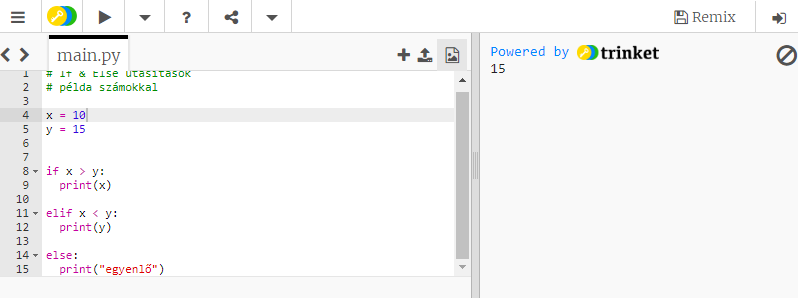 ?
Remix
main.py
Powered by trinket
15
1 # If & Else utasítások
2 # példa számokkal
3
4 x = 10
5 y = 15
6
7
8 if x > y:
9 print(x)
10
11 elif x < y:
12 print(y)
13
14 else:
15 print("egyenlő")